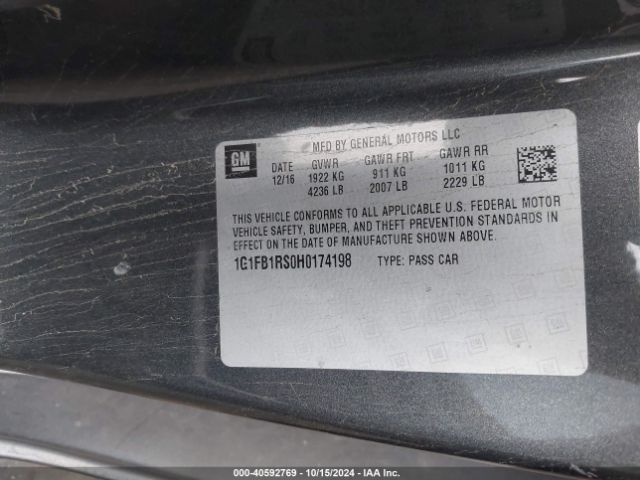 MFD BY GENERAL MOTORS LLC
GM
DATE GVWR GAWR FRT GAWR RR
12/16 1922 KG 911 KG 1011 KG
4236 LB 2007 LB 2229 LB
THIS VEHICLE CONFORMS TO ALL APPLICABLE U.S. FEDERAL MOTOR
VEHICLE SAFETY, BUMPER, AND THEFT PREVENTION STANDARDS IN
EFFECT ON THE DATE OF MANUFACTURE SHOWN ABOVE.
1G1FB1RS0H0174198 TYPE: PASS CAR
000-40592769 - 10/15/2024 - IAA Inc.